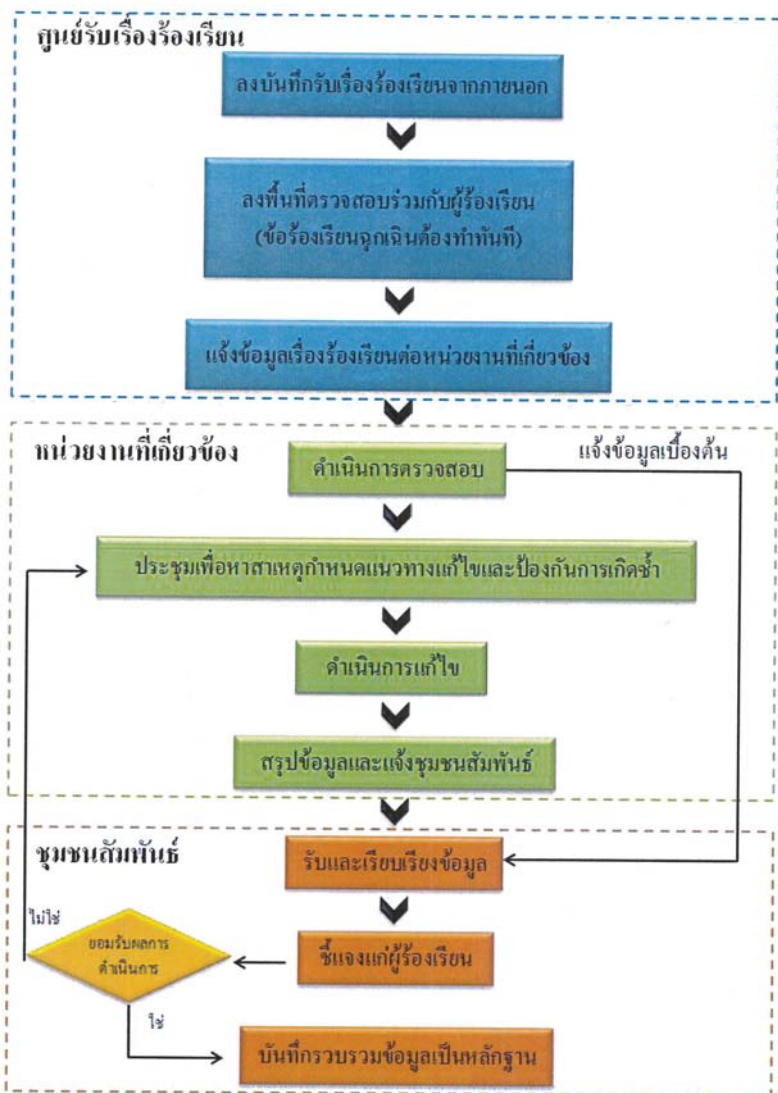 ศูนย์รับเรื่องร้องเรียน
ลงบันทึกรับเรื่องร้องเรียนจากภายนอก
ลงพื้นที่ตรวจสอบร่วมกับผู้ร้องเรียน
(ข้อร้องเรียนฉุกเฉินต้องทำทันที)
แจ้งข้อมูลเรื่องร้องเรียนต่อหน่วยงานที่เกี่ยวข้อง
หน่วยงานที่เกี่ยวข้อง
ดำเนินการตรวจสอบ
แจ้งข้อมูลเบื้องต้น
ประชุมเพื่อหาสาเหตุกำหนดแนวทางแก้ไขและป้องกันการเกิดซ้ำ
ดำเนินการแก้ไข
สรุปข้อมูลและแจ้งชุมชนสัมพันธ์
ชุมชนสัมพันธ์
รับและเรียบเรียงข้อมูล
ไม่ใช่
ยอมรับผลการ
ดำเนินการ
ชี้แจงแก่ผู้ร้องเรียน
ใช่
บันทึกรวบรวมข้อมูลเป็นหลักฐาน